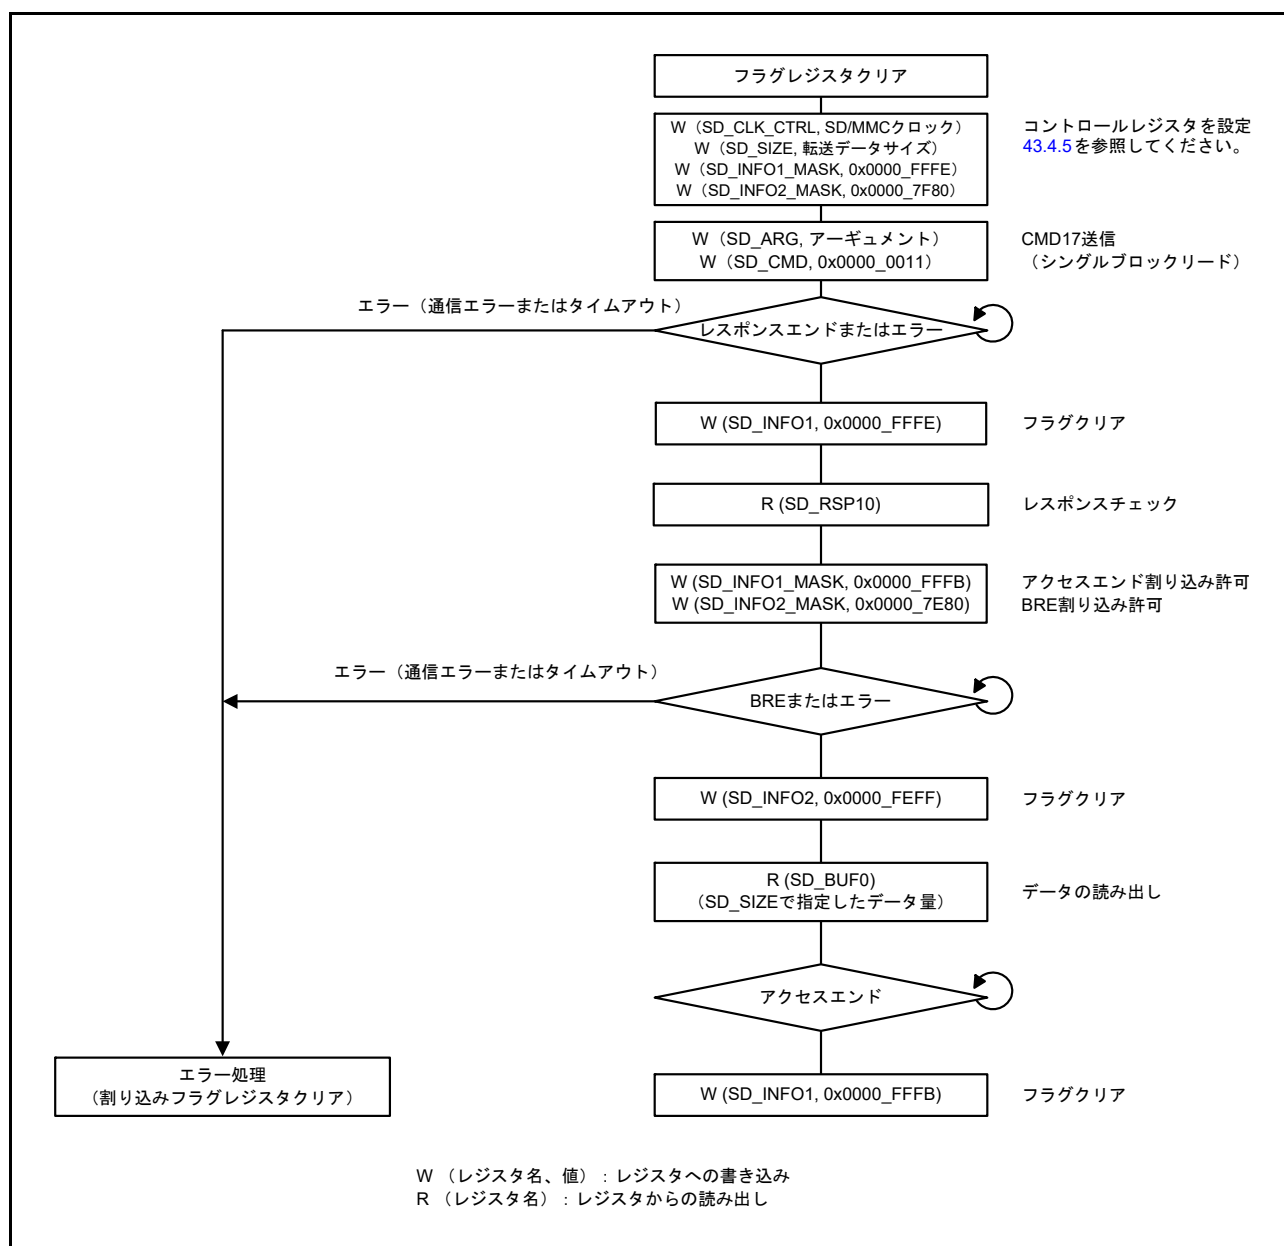 フラグレジスタクリア
W（SD_CLK_CTRL, SD/MMCクロック）
W（SD_SIZE, 転送データサイズ）
W（SD_INFO1_MASK, 0x0000_FFFE）
W（SD_INFO2_MASK, 0x0000_7F80）
コントロールレジスタを設定
43.4.5を参照してください。
W（SD_ARG, アーギュメント）
W（SD_CMD, 0x0000_0011）
CMD17送信
（シングルブロックリード）
エラー（通信エラーまたはタイムアウト）
レスポンスエンドまたはエラー
W (SD_INFO1, 0x0000_FFFE)
フラグクリア
R (SD_RSP10)
レスポンスチェック
W (SD_INFO1_MASK, 0x0000_FFFB)
W (SD_INFO2_MASK, 0x0000_7E80)
アクセスエンド割り込み許可
BRE割り込み許可
エラー（通信エラーまたはタイムアウト）
BREまたはエラー
W (SD_INFO2, 0x0000_FEFF)
フラグクリア
R (SD_BUF0)
（SD_SIZEで指定したデータ量）
データの読み出し
アクセスエンド
エラー処理
（割り込みフラグレジスタクリア）
W (SD_INFO1, 0x0000_FFFB)
フラグクリア
W （レジスタ名、値）：レジスタへの書き込み
R （レジスタ名）：レジスタからの読み出し